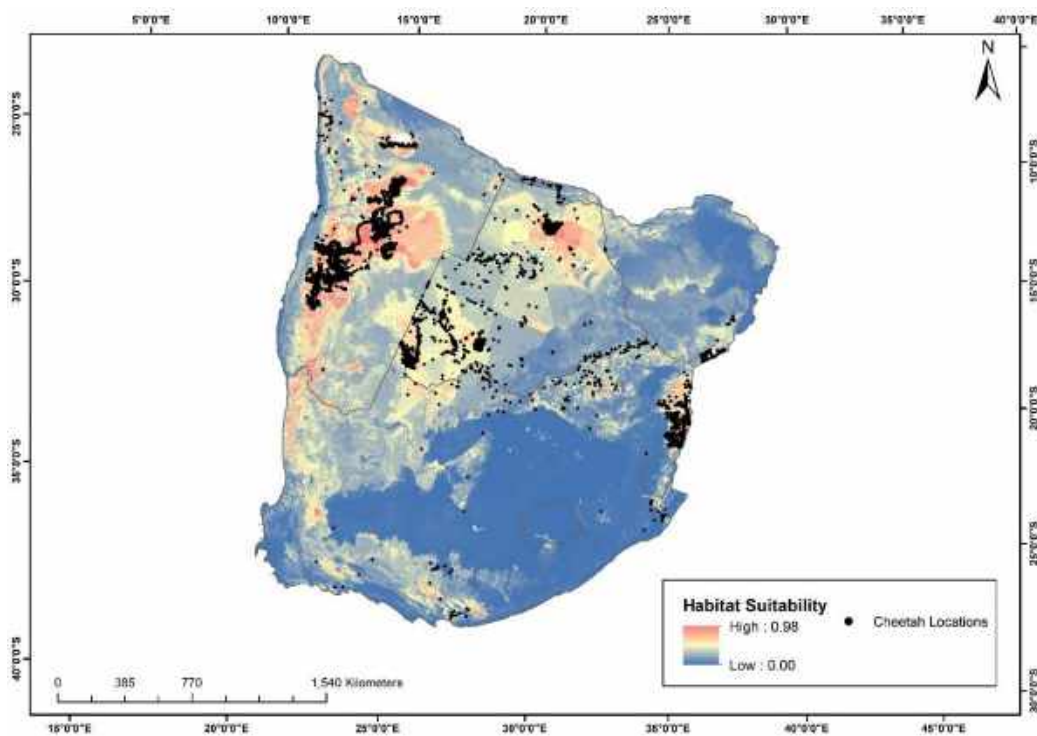 5°0'0"E 10°0'0"E 15°0'0"E 20°0'0"E 25°0'0"E 30°0'0"E 35°0'0"E 40°0'0"E
N
25°0'0"S
10°0'0"S
30°0'0"S
15°0'0"S
20°0'0"S
35°0'0"S
25°0'0"S
40°0'0"S
30°0'0"S
Habitat Suitability
High : 0.98
Low : 0.00
Cheetah Locations
0 385 770 1,540 Kilometers
15°0'0"E 20°0'0"E 25°0'0"E 30°0'0"E 35°0'0"E 40°0'0"E 45°0'0"E